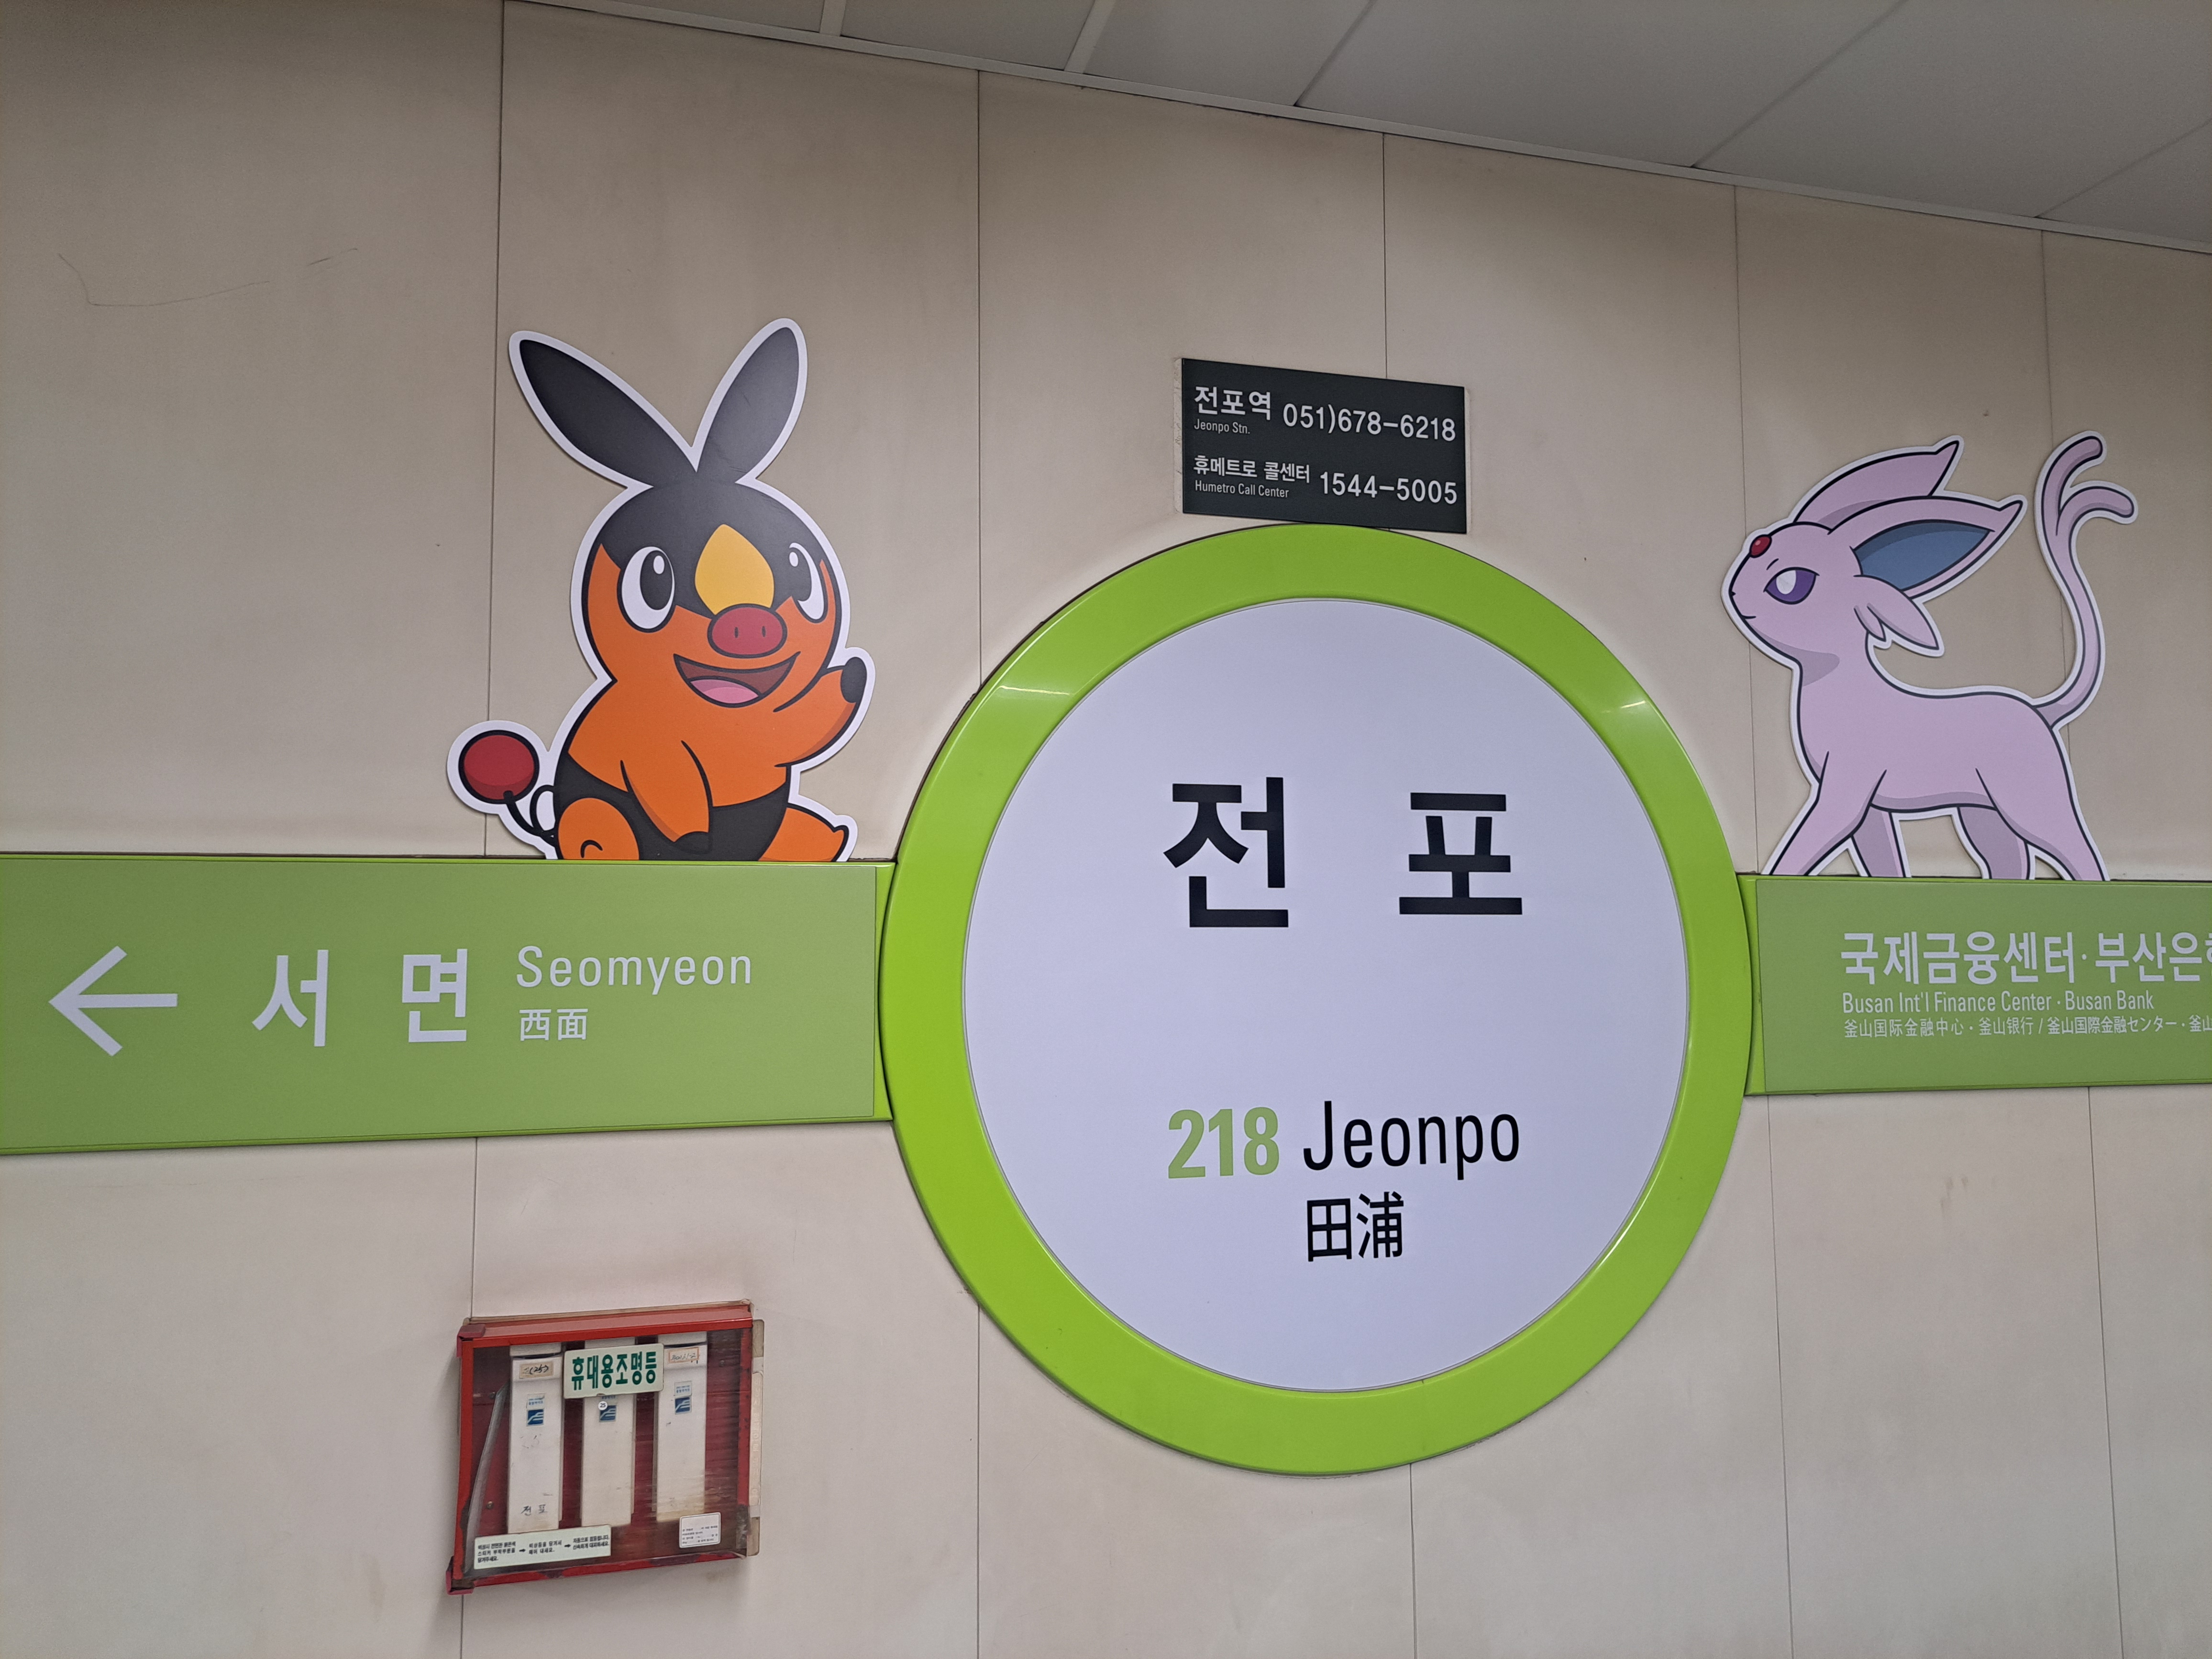 전포역 051)678-6218
Jeonpo Stn.
휴메트로 콜센터 1544-5005
Humetro Call Center
전 포
218 Jeonpo
田浦
← 서 면 Seomyeon
西面
국제금융센터·부산은
Busan Int'l Finance Center · Busan Bank
釜山国际金融中心 · 釜山银行 / 釜山国際金融センター · 釜山
휴대용조명등
25
전 포